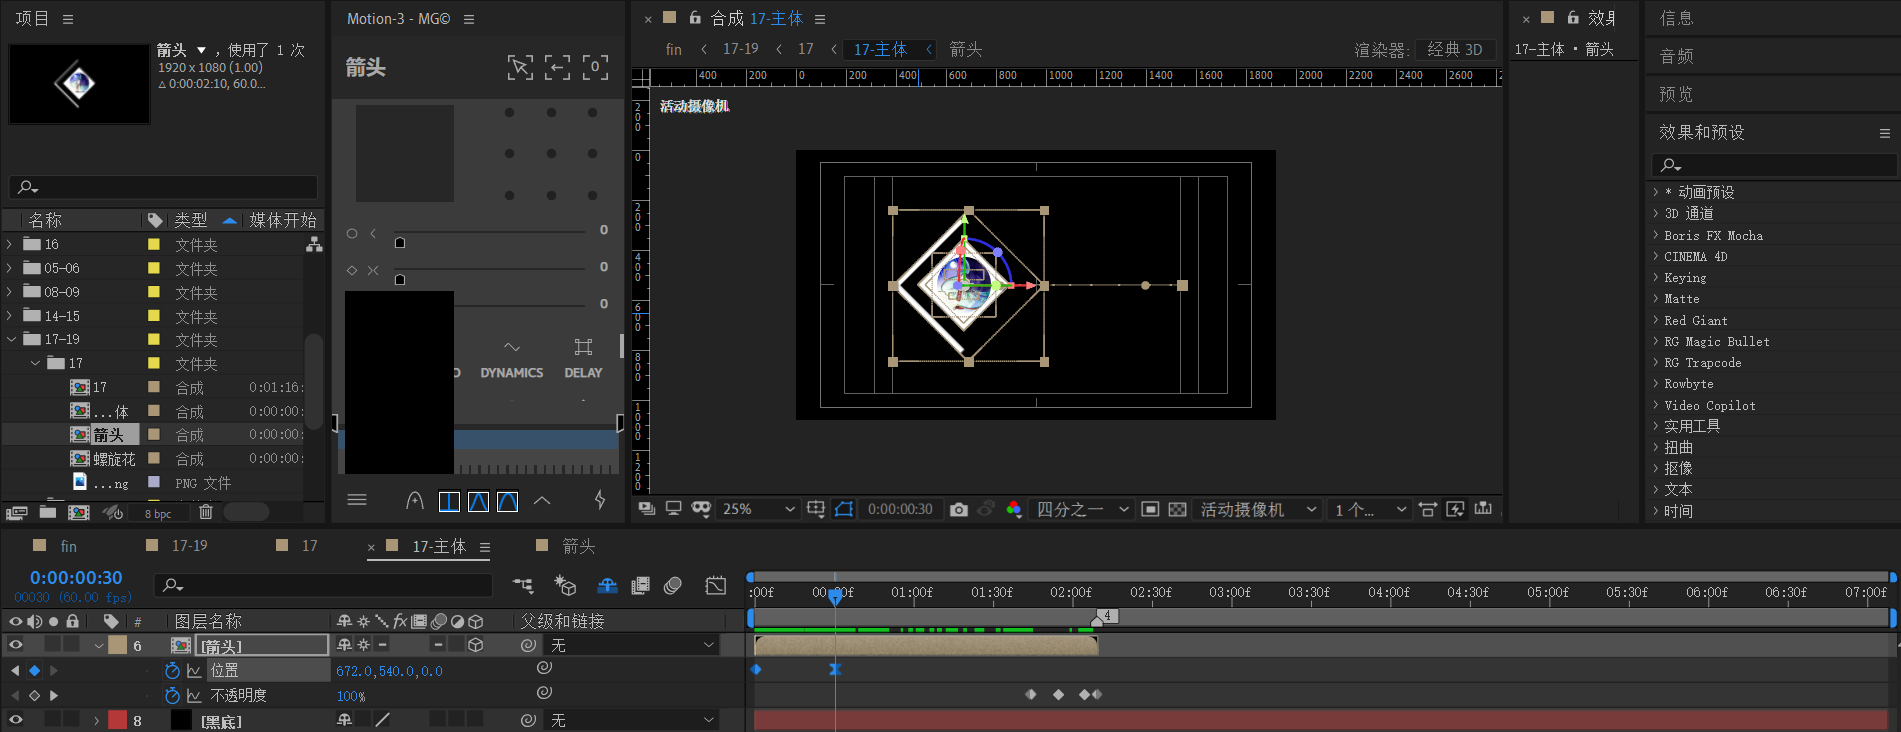 项目
箭头 ▼ ，使用了 1 次
1920 x 1080 (1.00)
△ 0:00:02:10, 60.0...
名称
类型
媒体开始
16
文件夹
05-06
文件夹
08-09
文件夹
14-15
文件夹
17-19
文件夹
17
文件夹
17
合成
0:01:16:
...体
合成
0:00:00:
箭头
合成
0:00:00:
螺旋花
合成
0:00:00:
...ng
PNG 文件
8 bpc
Motion-3 - MG©
箭头
0
0
0
0
DYNAMICS
DELAY
合成 17-主体
fin
17-19
17
17-主体
箭头
渲染器:
经典 3D
400 200 0 200 400 600 800 1000 1200 1400 1600 1800 2000 2200 2400 2600
200
0
200
400
600
800
1000
1200
活动摄像机
25%
0:00:00:30
四分之一
活动摄像机
1 个...
效果
17-主体 · 箭头
信息
音频
预览
效果和预设
* 动画预设
3D 通道
Boris FX Mocha
CINEMA 4D
Keying
Matte
Red Giant
RG Magic Bullet
RG Trapcode
Rowbyte
Video Copilot
实用工具
扭曲
抠像
文本
时间
fin
17-19
17
17-主体
箭头
0:00:00:30
00030 (60.00 fps)
:00f 00:30f 01:00f 01:30f 02:00f 02:30f 03:00f 03:30f 04:00f 04:30f 05:00f 05:30f 06:00f 06:30f 07:00f
4
#
图层名称
父级和链接
6
[箭头]
无
位置
672.0,540.0,0.0
不透明度
100%
8
[黑底]
无